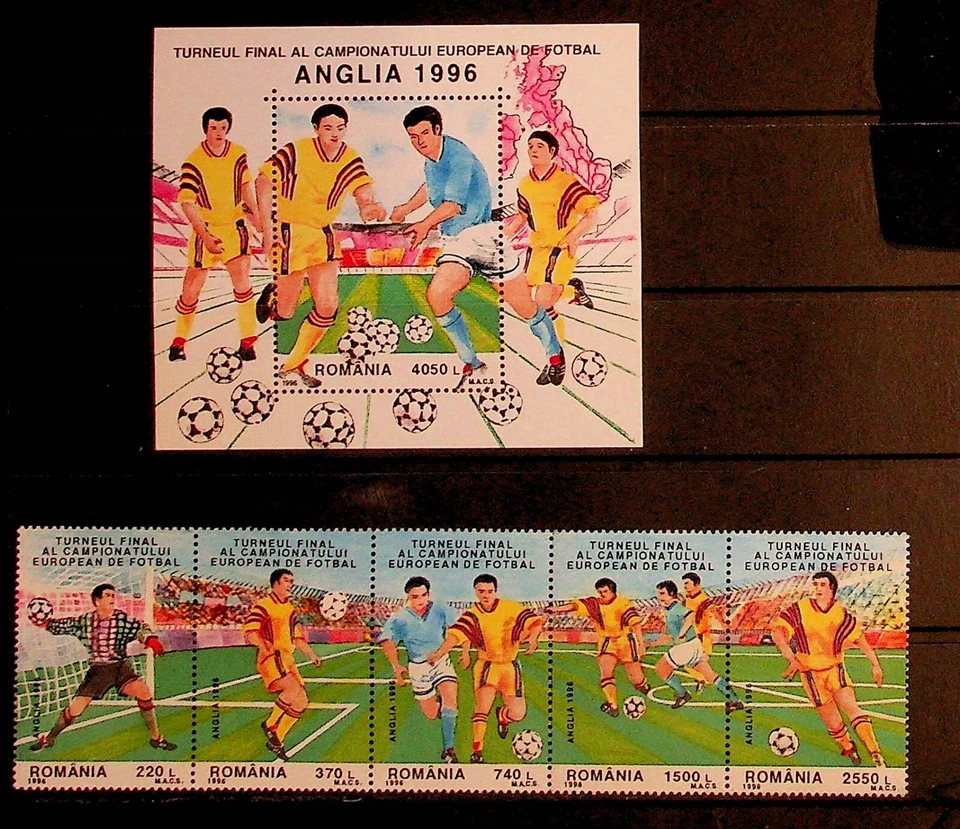 TURNEUL FINAL AL CAMPIONATULUI EUROPEAN DE FOTBAL
ANGLIA 1996
ROMÂNIA 4050 L
1996 M.A.C.S.
TURNEUL FINAL
AL CAMPIONATULUI
EUROPEAN DE FOTBAL
ANGLIA 1996
ROMÂNIA 220 L
1996 M.A.C.S.
TURNEUL FINAL
AL CAMPIONATULUI
EUROPEAN DE FOTBAL
ANGLIA 1996
ROMÂNIA 370 L
1996 M.A.C.S.
TURNEUL FINAL
AL CAMPIONATULUI
EUROPEAN DE FOTBAL
ANGLIA 1996
ROMÂNIA 740 L
1996 M.A.C.S.
TURNEUL FINAL
AL CAMPIONATULUI
EUROPEAN DE FOTBAL
ANGLIA 1996
ROMÂNIA 1500 L
1996 M.A.C.S.
TURNEUL FINAL
AL CAMPIONATULUI
EUROPEAN DE FOTBAL
ANGLIA 1996
ROMÂNIA 2550 L
1996 M.A.C.S.